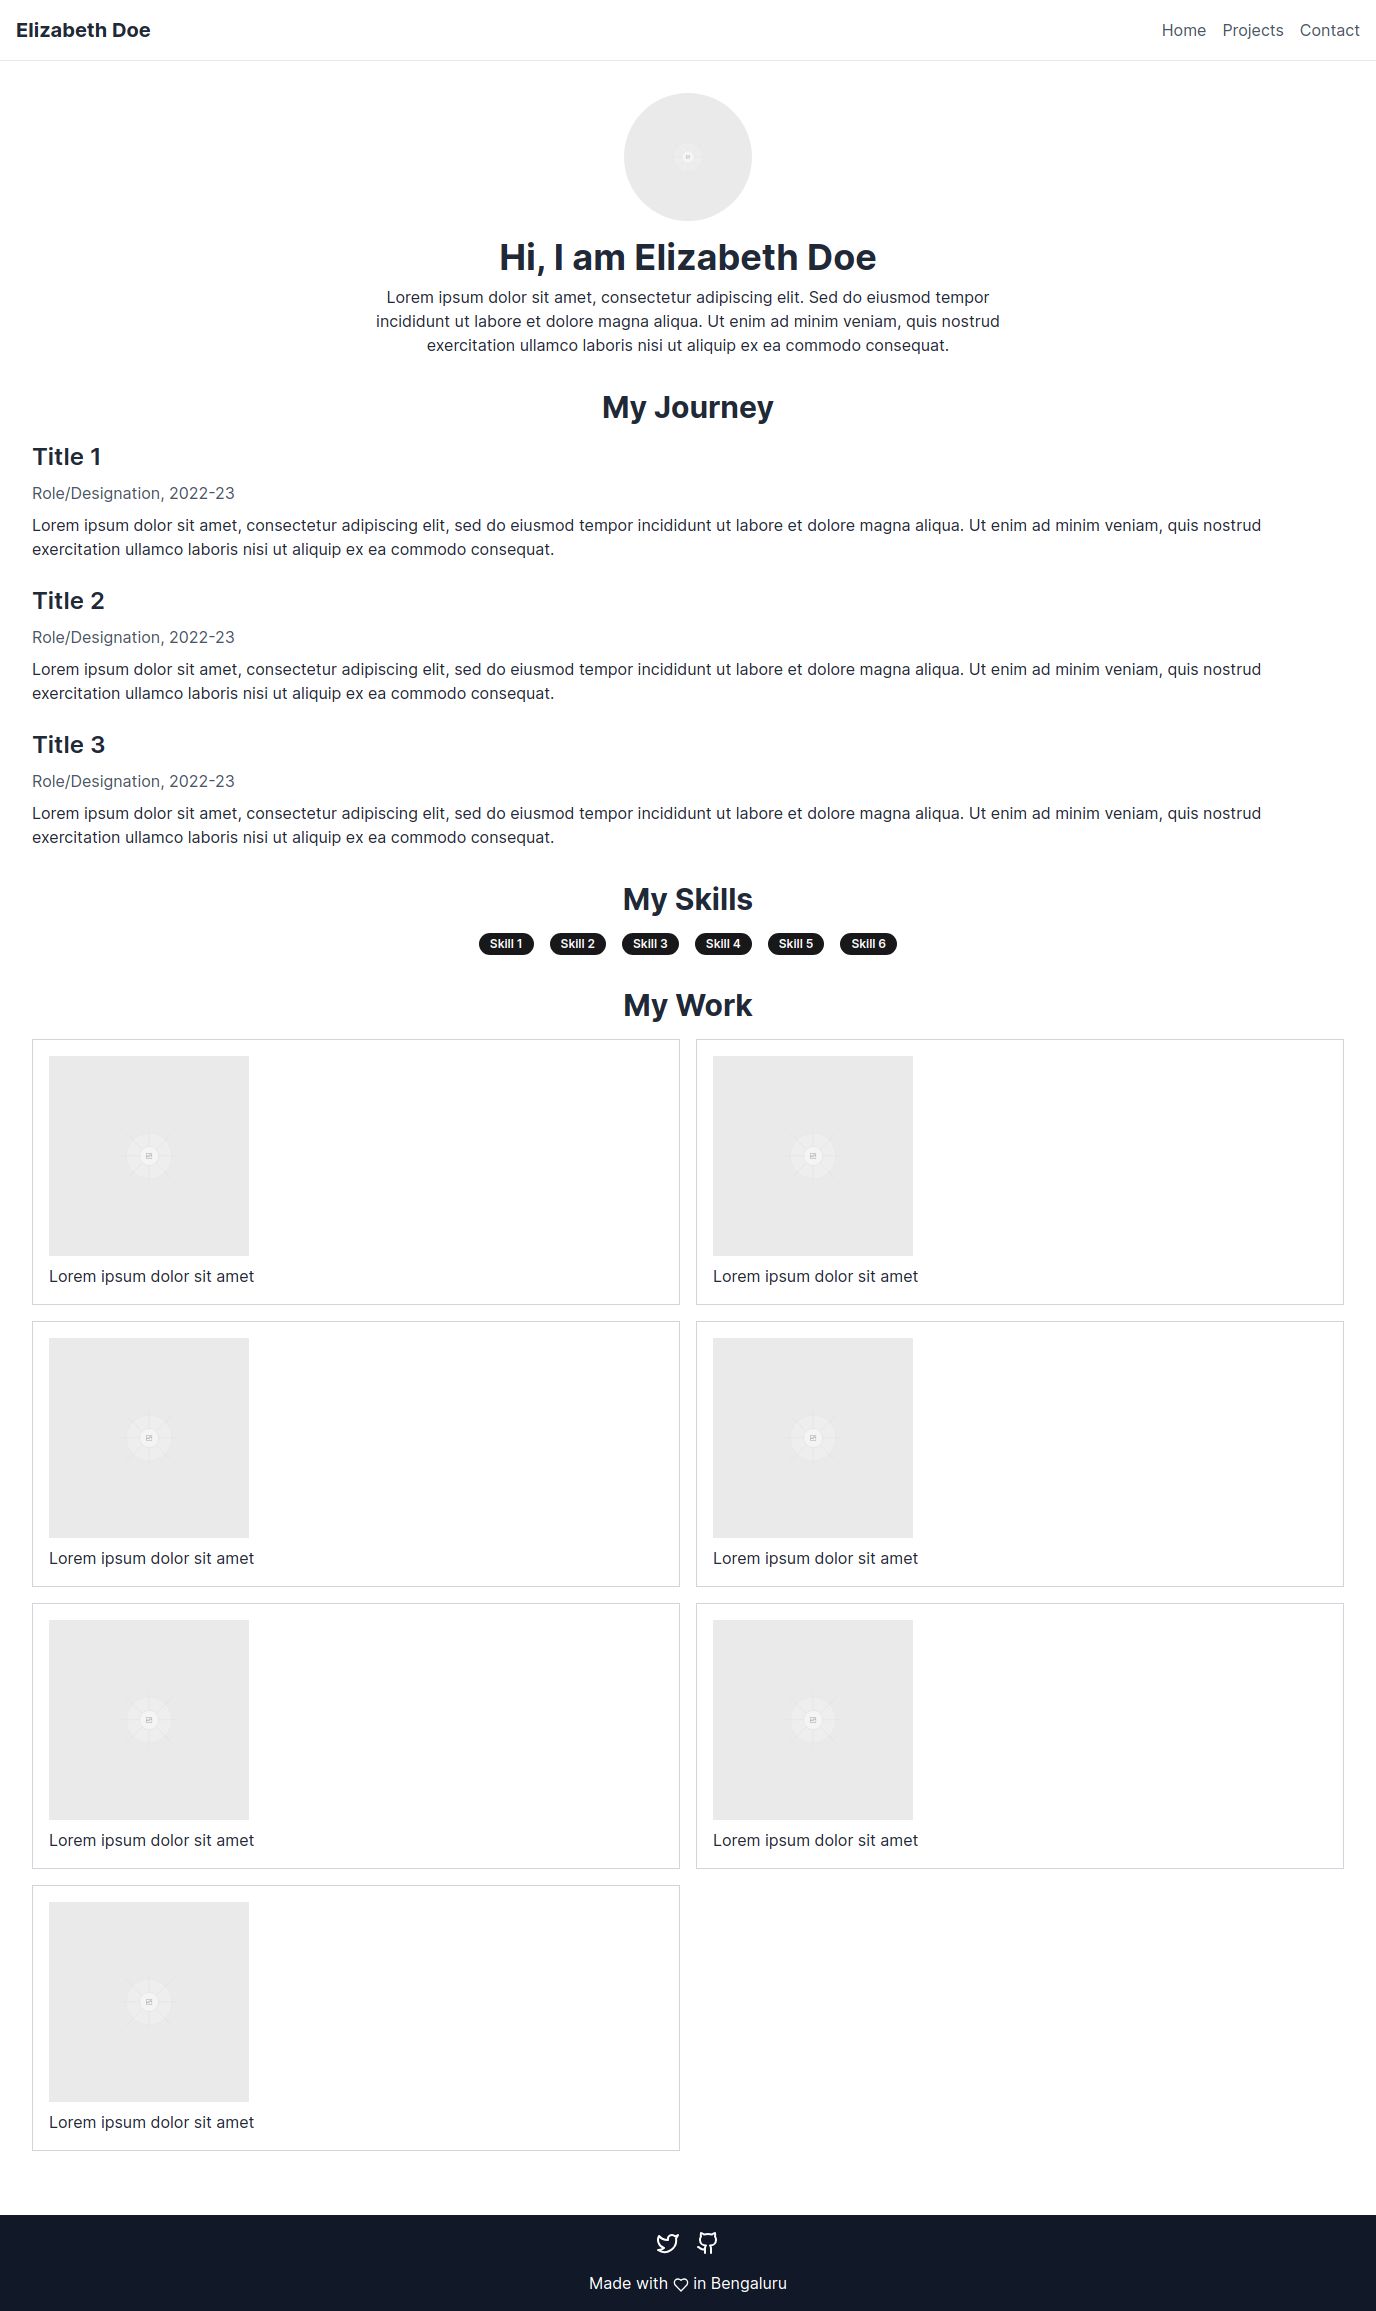 Elizabeth Doe
Home Projects Contact
Hi, I am Elizabeth Doe
Lorem ipsum dolor sit amet, consectetur adipiscing elit. Sed do eiusmod tempor
incididunt ut labore et dolore magna aliqua. Ut enim ad minim veniam, quis nostrud
exercitation ullamco laboris nisi ut aliquip ex ea commodo consequat.
My Journey
Title 1
Role/Designation, 2022-23
Lorem ipsum dolor sit amet, consectetur adipiscing elit, sed do eiusmod tempor incididunt ut labore et dolore magna aliqua. Ut enim ad minim veniam, quis nostrud
exercitation ullamco laboris nisi ut aliquip ex ea commodo consequat.
Title 2
Role/Designation, 2022-23
Lorem ipsum dolor sit amet, consectetur adipiscing elit, sed do eiusmod tempor incididunt ut labore et dolore magna aliqua. Ut enim ad minim veniam, quis nostrud
exercitation ullamco laboris nisi ut aliquip ex ea commodo consequat.
Title 3
Role/Designation, 2022-23
Lorem ipsum dolor sit amet, consectetur adipiscing elit, sed do eiusmod tempor incididunt ut labore et dolore magna aliqua. Ut enim ad minim veniam, quis nostrud
exercitation ullamco laboris nisi ut aliquip ex ea commodo consequat.
My Skills
Skill 1 Skill 2 Skill 3 Skill 4 Skill 5 Skill 6
My Work
Lorem ipsum dolor sit amet
Lorem ipsum dolor sit amet
Lorem ipsum dolor sit amet
Lorem ipsum dolor sit amet
Lorem ipsum dolor sit amet
Lorem ipsum dolor sit amet
Lorem ipsum dolor sit amet
Made with ♡ in Bengaluru